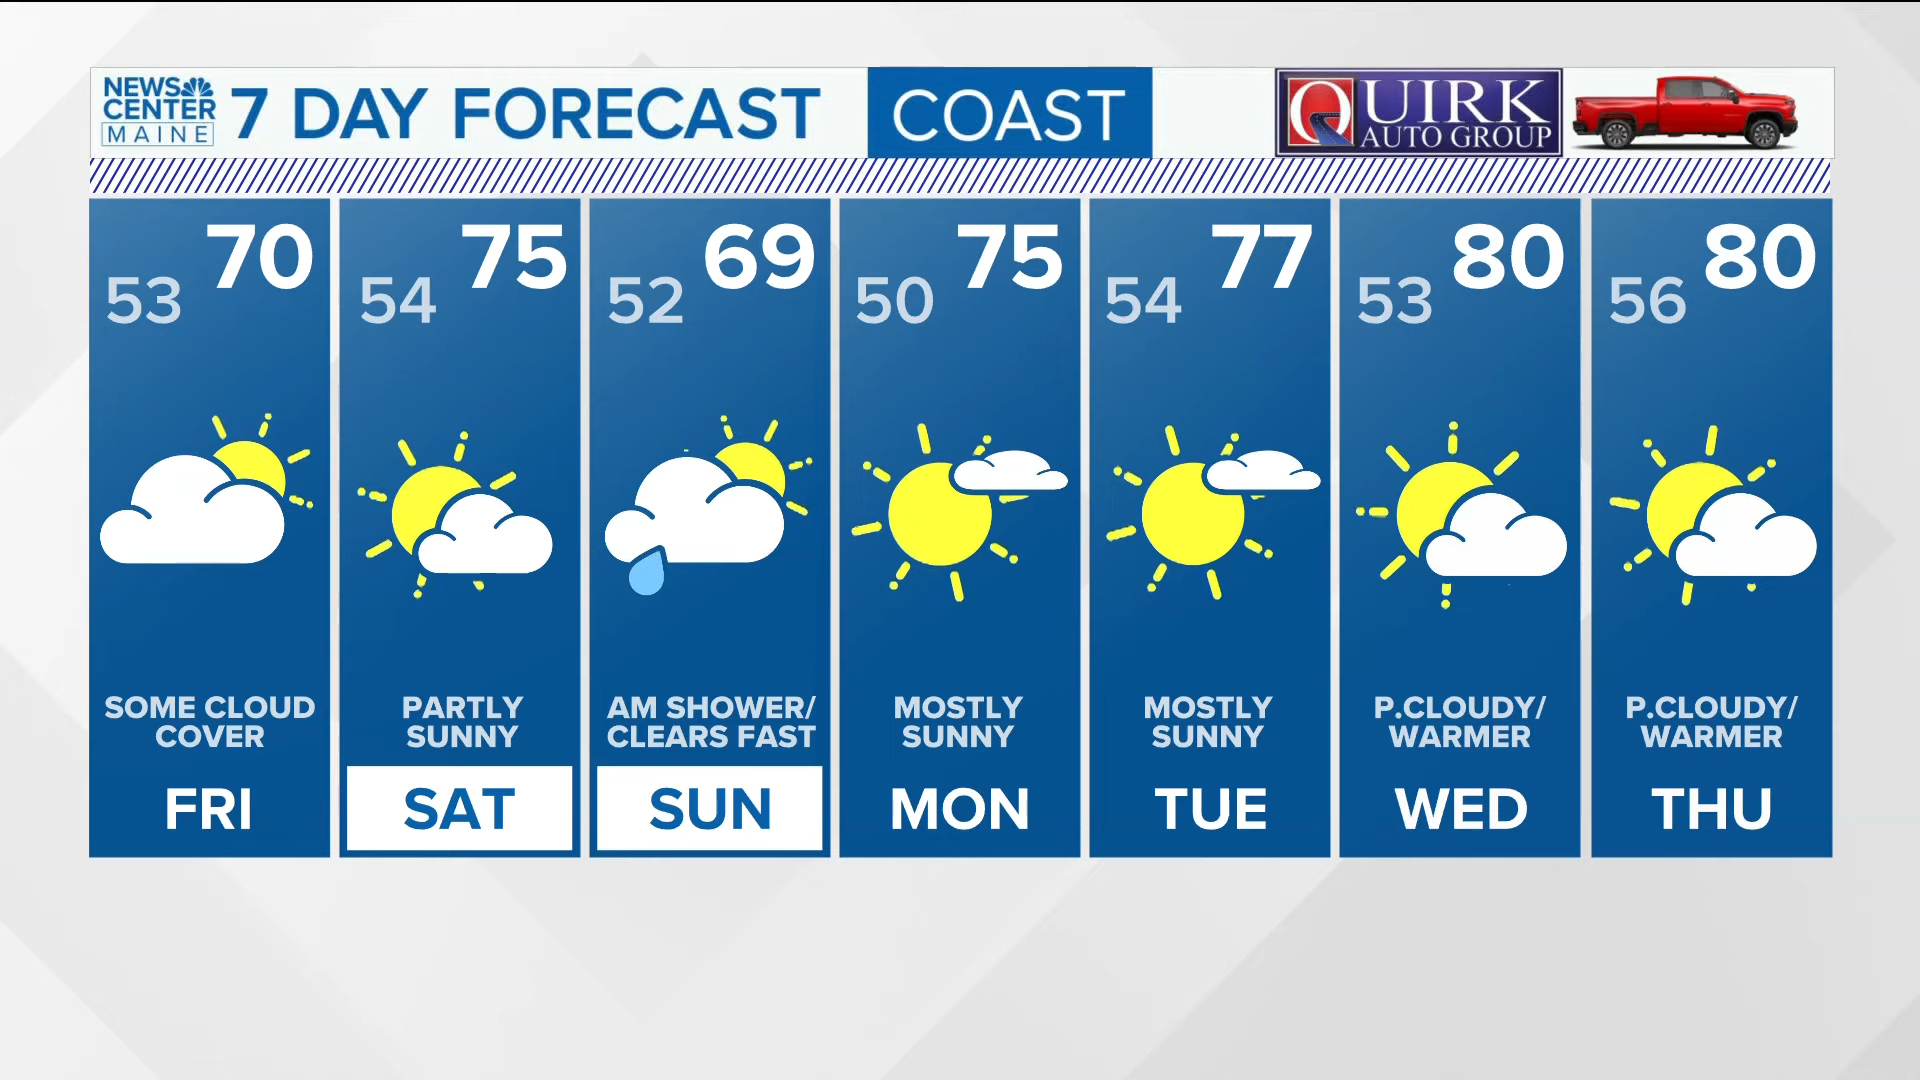 NEWS
CENTER
MAINE
7 DAY FORECAST
COAST
QUIRK
AUTO GROUP
53 70
54 75
52 69
50 75
54 77
53 80
56 80
SOME CLOUD
COVER
PARTLY
SUNNY
AM SHOWER/
CLEARS FAST
MOSTLY
SUNNY
MOSTLY
SUNNY
P.CLOUDY/
WARMER
P.CLOUDY/
WARMER
FRI
SAT
SUN
MON
TUE
WED
THU